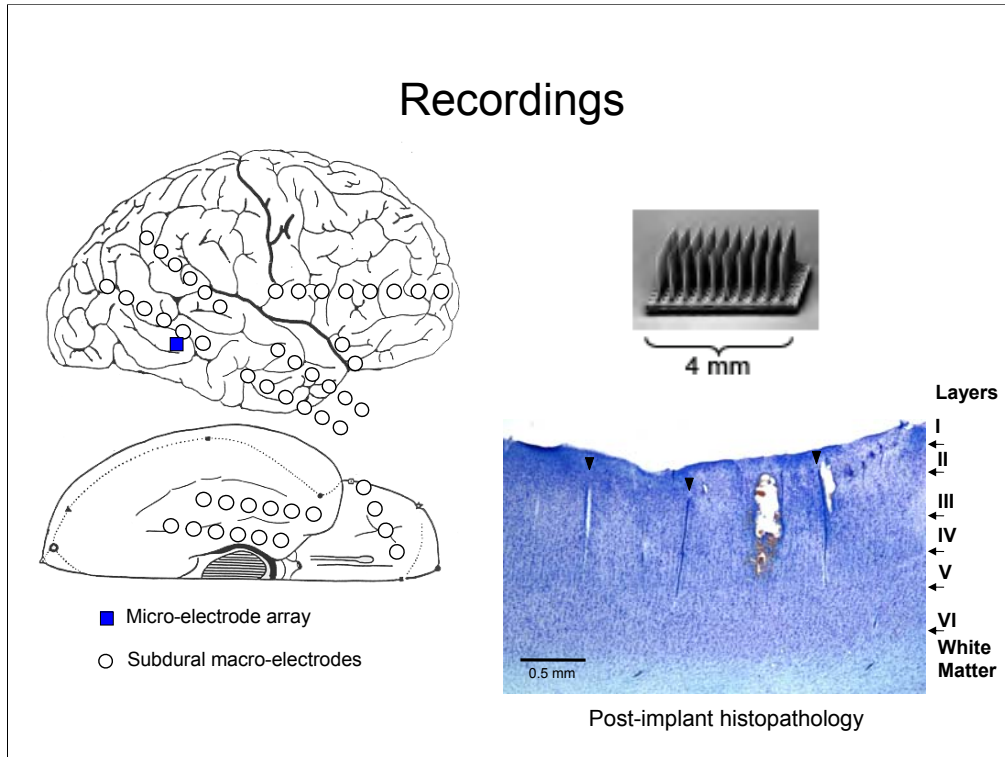 Recordings
4 mm
Layers
I
II
III
IV
V
VI
White
Matter
0.5 mm
Micro-electrode array
Subdural macro-electrodes
Post-implant histopathology